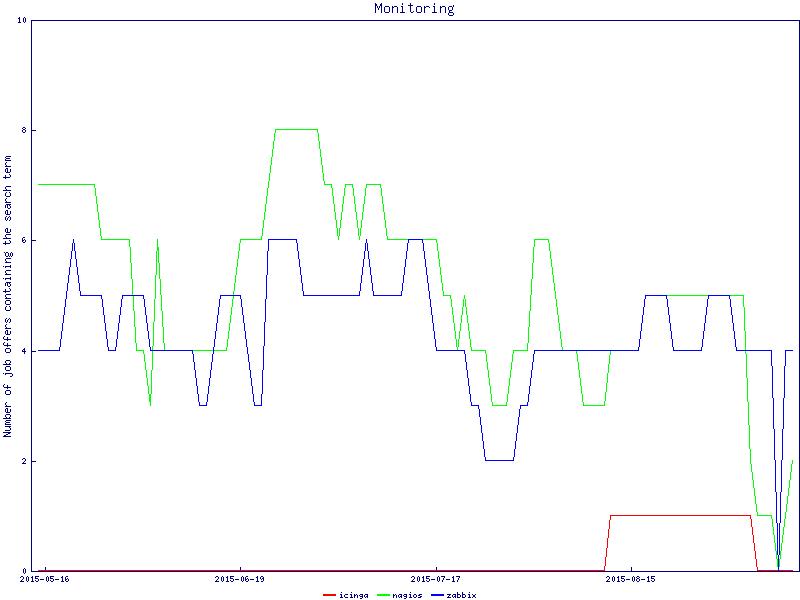 Monitoring
Number of job offers containing the search term
10
8
6
4
2
0
2015-05-16 2015-06-19 2015-07-17 2015-08-15
icinga nagios zabbix